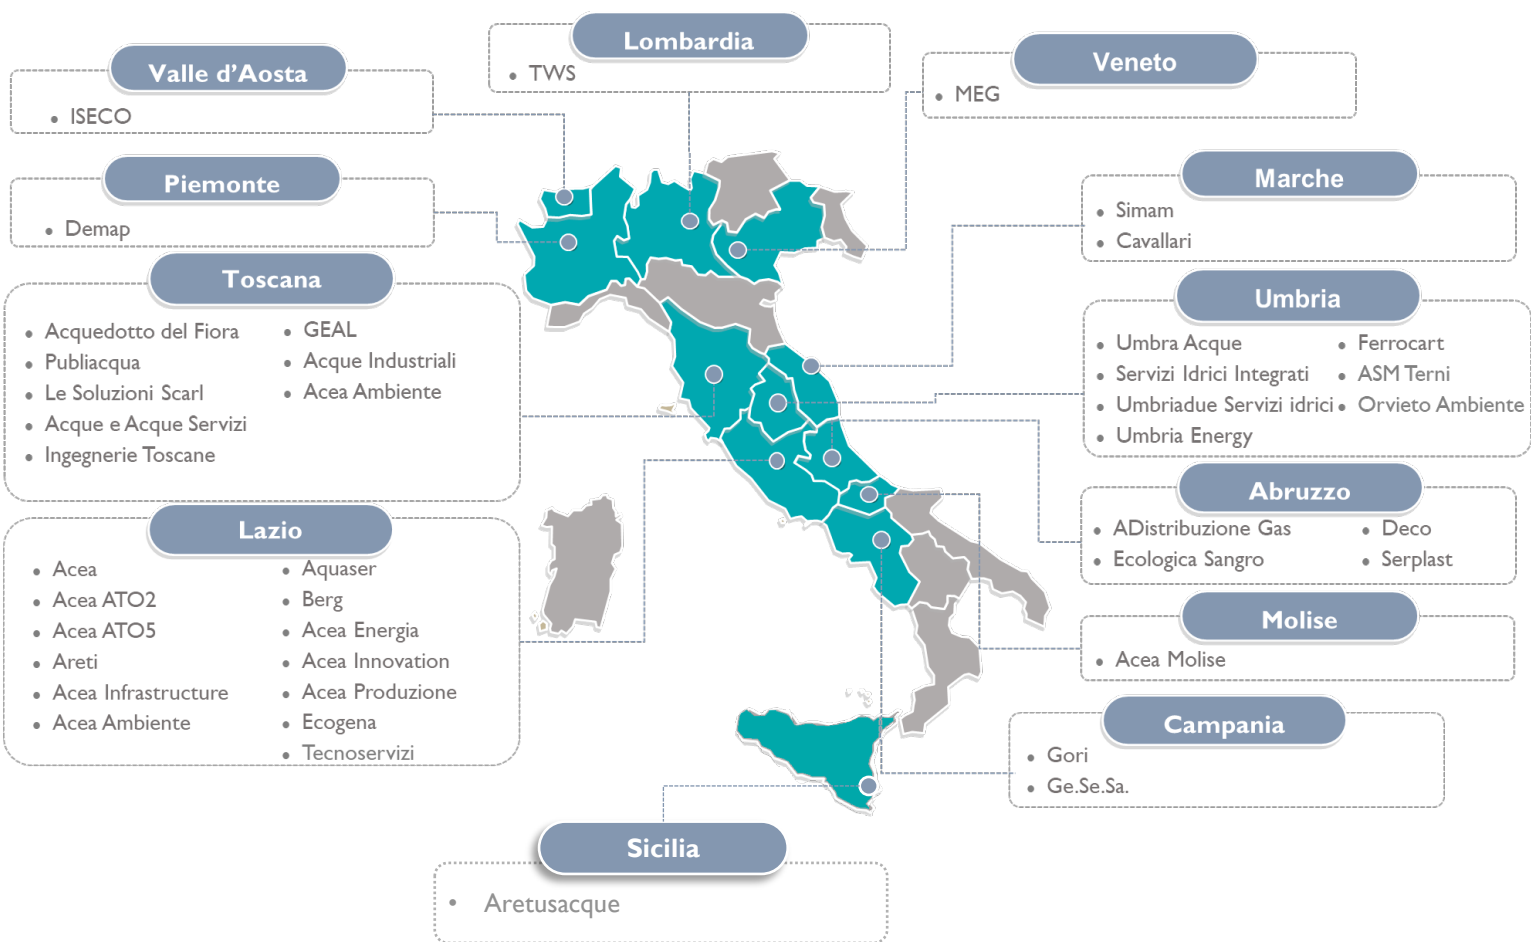 Lombardia
TWS
Valle d'Aosta
ISECO
Veneto
MEG
Piemonte
Demap
Marche
Simam
Cavallari
Toscana
Acquedotto del Fiora
Publiacqua
Le Soluzioni Scarl
Acque e Acque Servizi
Ingegnerie Toscane
GEAL
Acque Industriali
Acea Ambiente
Umbria
Umbra Acque
Servizi Idrici Integrati
Umbriadue Servizi idrici
Umbria Energy
Ferrocart
ASM Terni
Orvieto Ambiente
Lazio
Acea
Acea ATO2
Acea ATO5
Areti
Acea Infrastructure
Acea Ambiente
Aquaser
Berg
Acea Energia
Acea Innovation
Acea Produzione
Ecogena
Tecnoservizi
Abruzzo
ADistribuzione Gas
Ecologica Sangro
Deco
Serplast
Molise
Acea Molise
Campania
Gori
Ge.Se.Sa.
Sicilia
Aretusacque